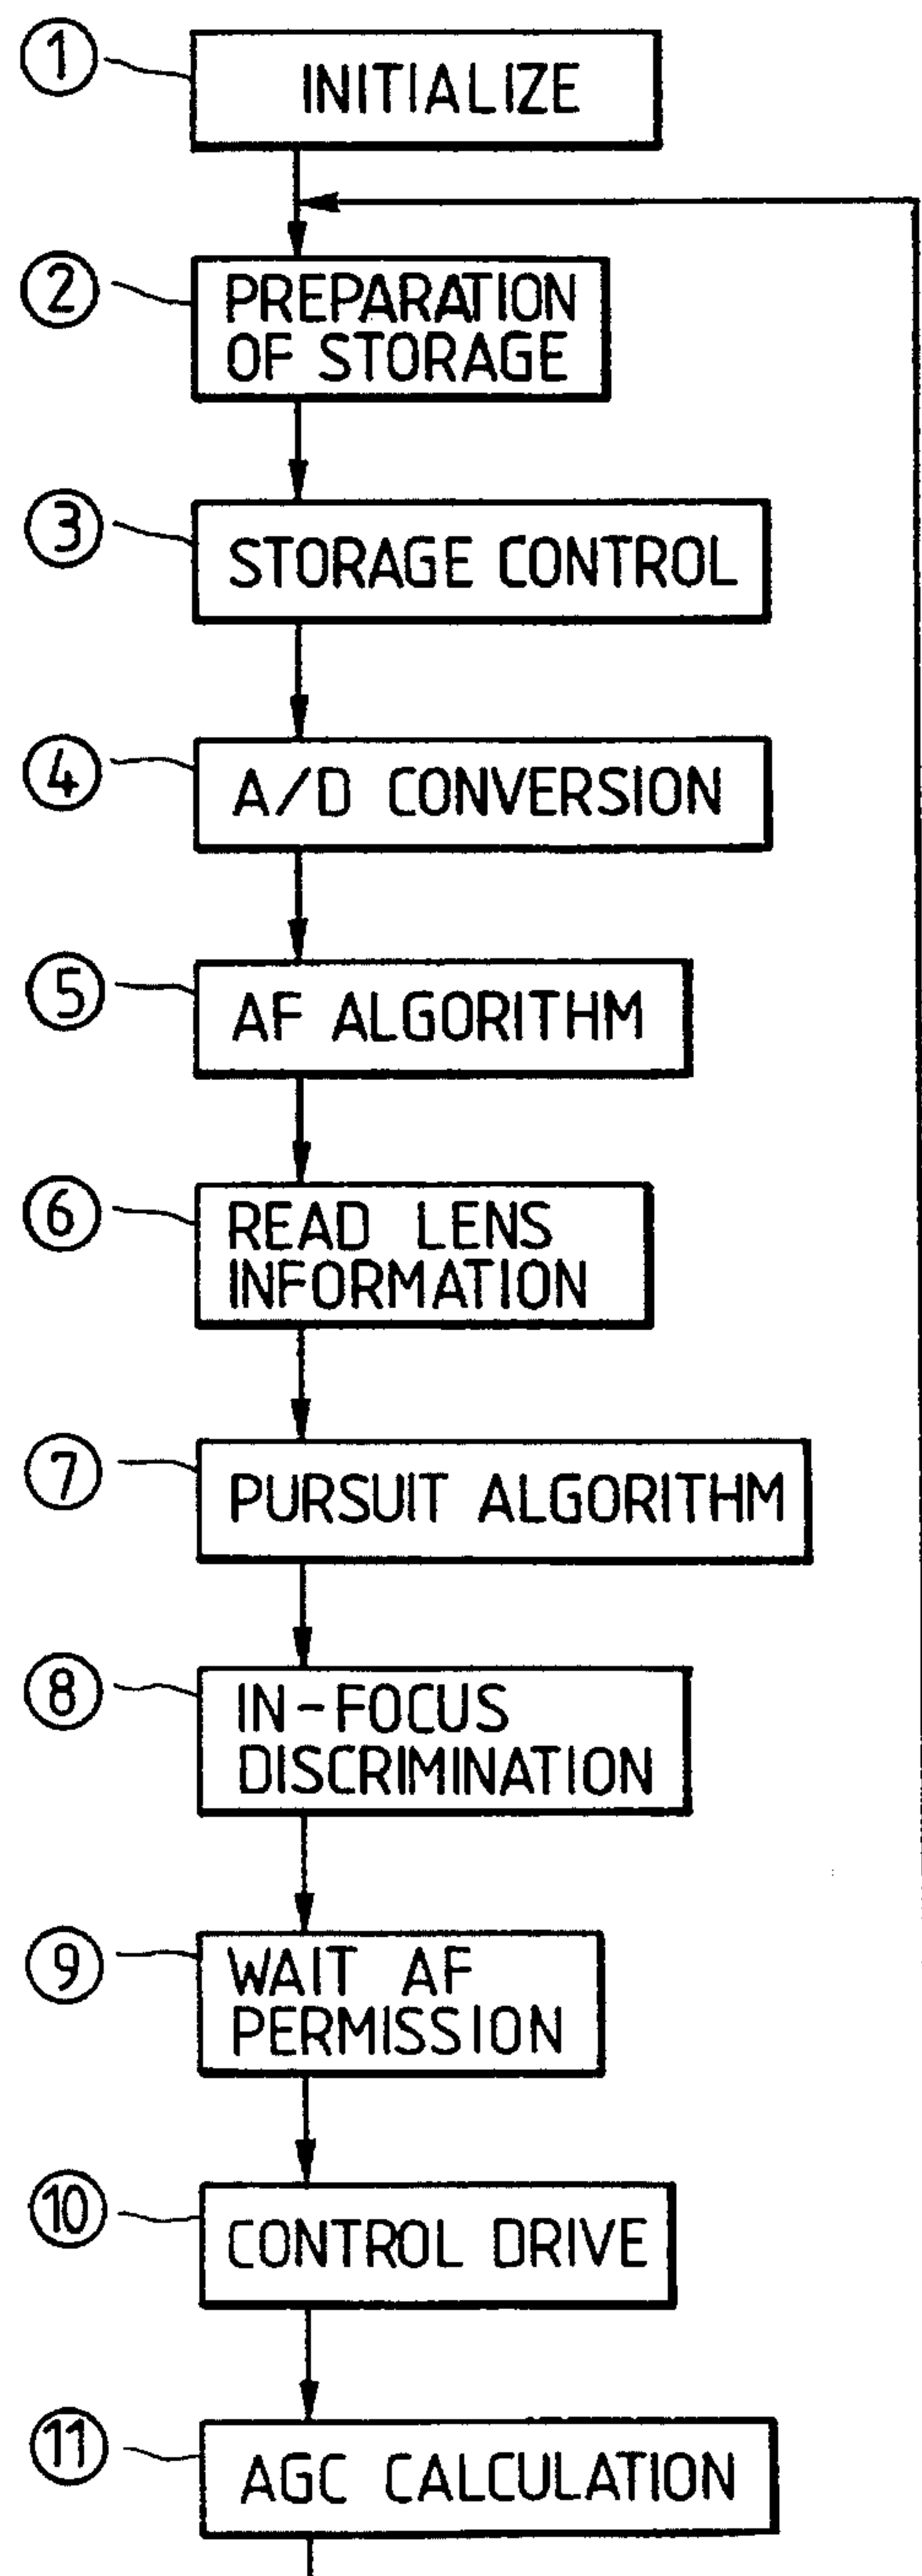 ① INITIALIZE
② PREPARATION
OF STORAGE
③ STORAGE CONTROL
④ A/D CONVERSION
⑤ AF ALGORITHM
⑥ READ LENS
INFORMATION
⑦ PURSUIT ALGORITHM
⑧ IN-FOCUS
DISCRIMINATION
⑨ WAIT AF
PERMISSION
⑩ CONTROL DRIVE
⑪ AGC CALCULATION